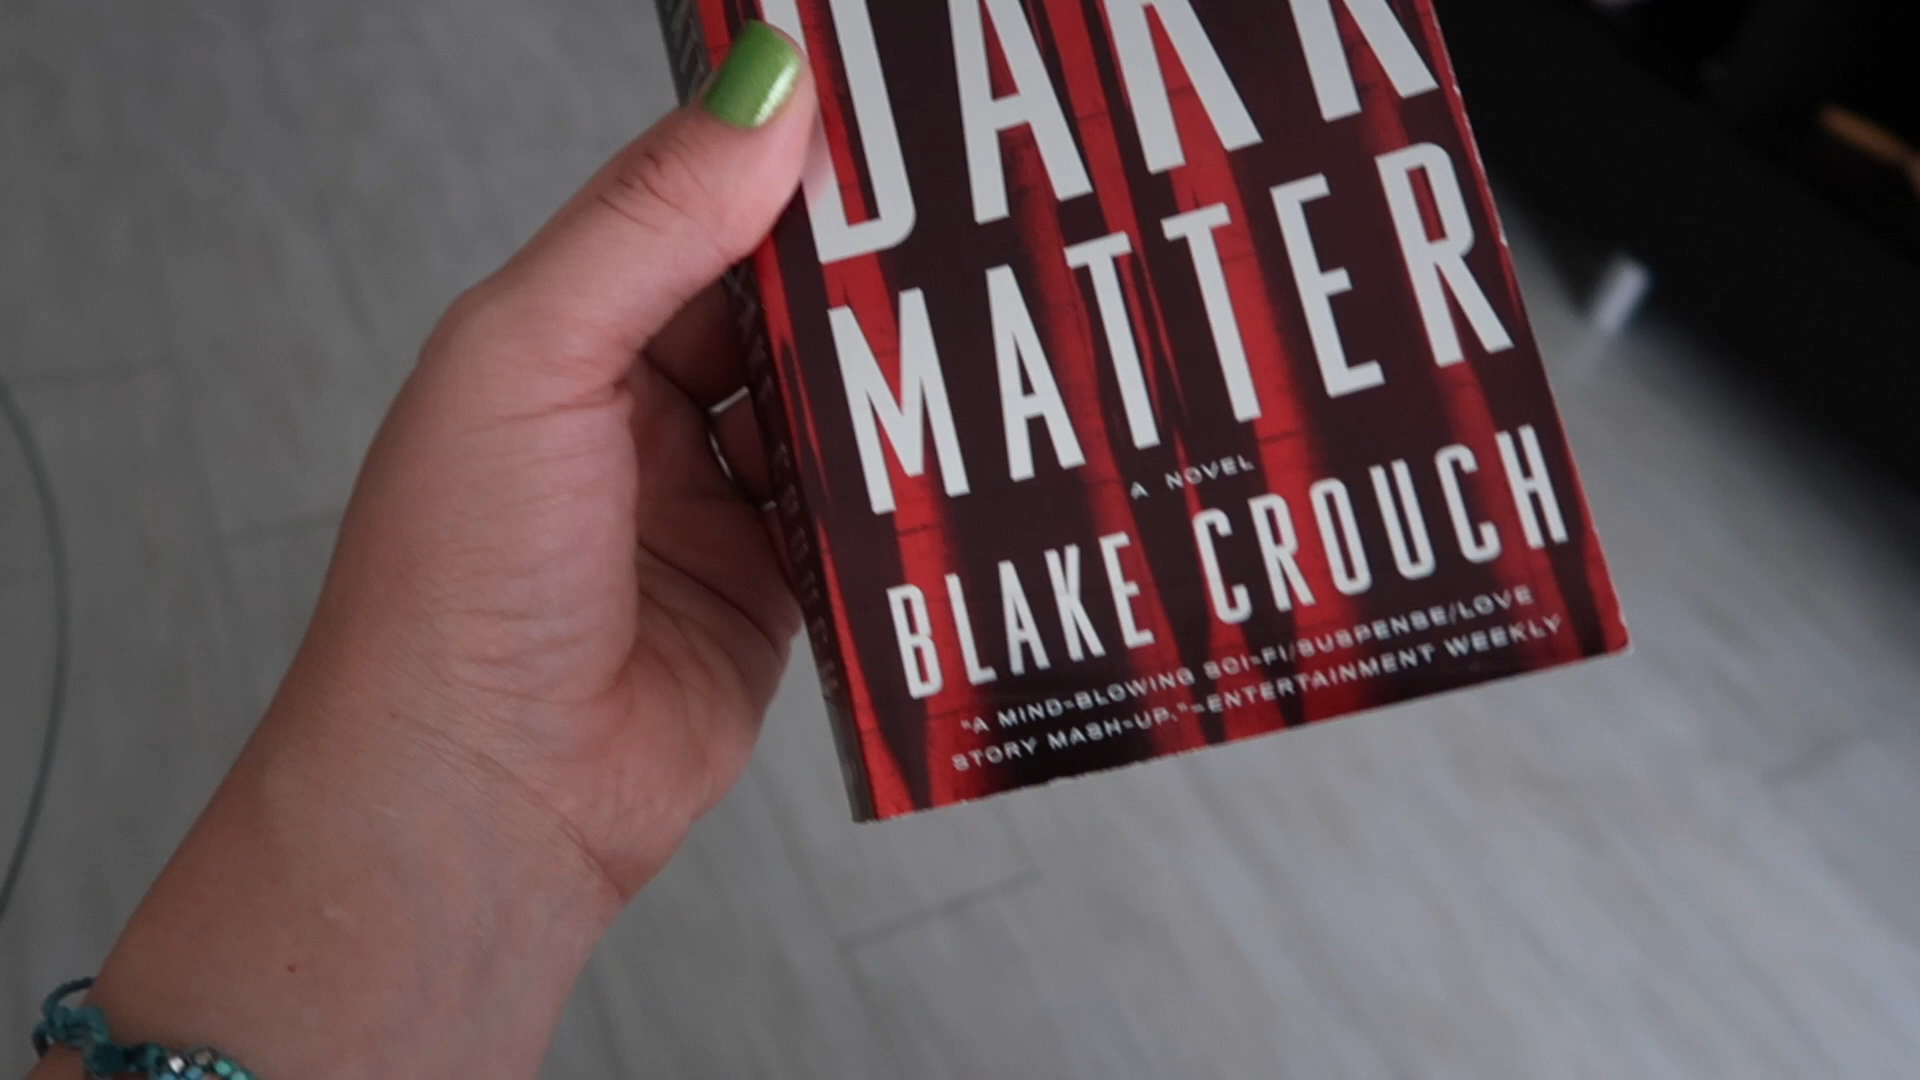 DARK
MATTER
A NOVEL
BLAKE CROUCH
"A MIND-BLOWING SCI-FI/SUSPENSE/LOVE
STORY MASH-UP."—ENTERTAINMENT WEEKLY